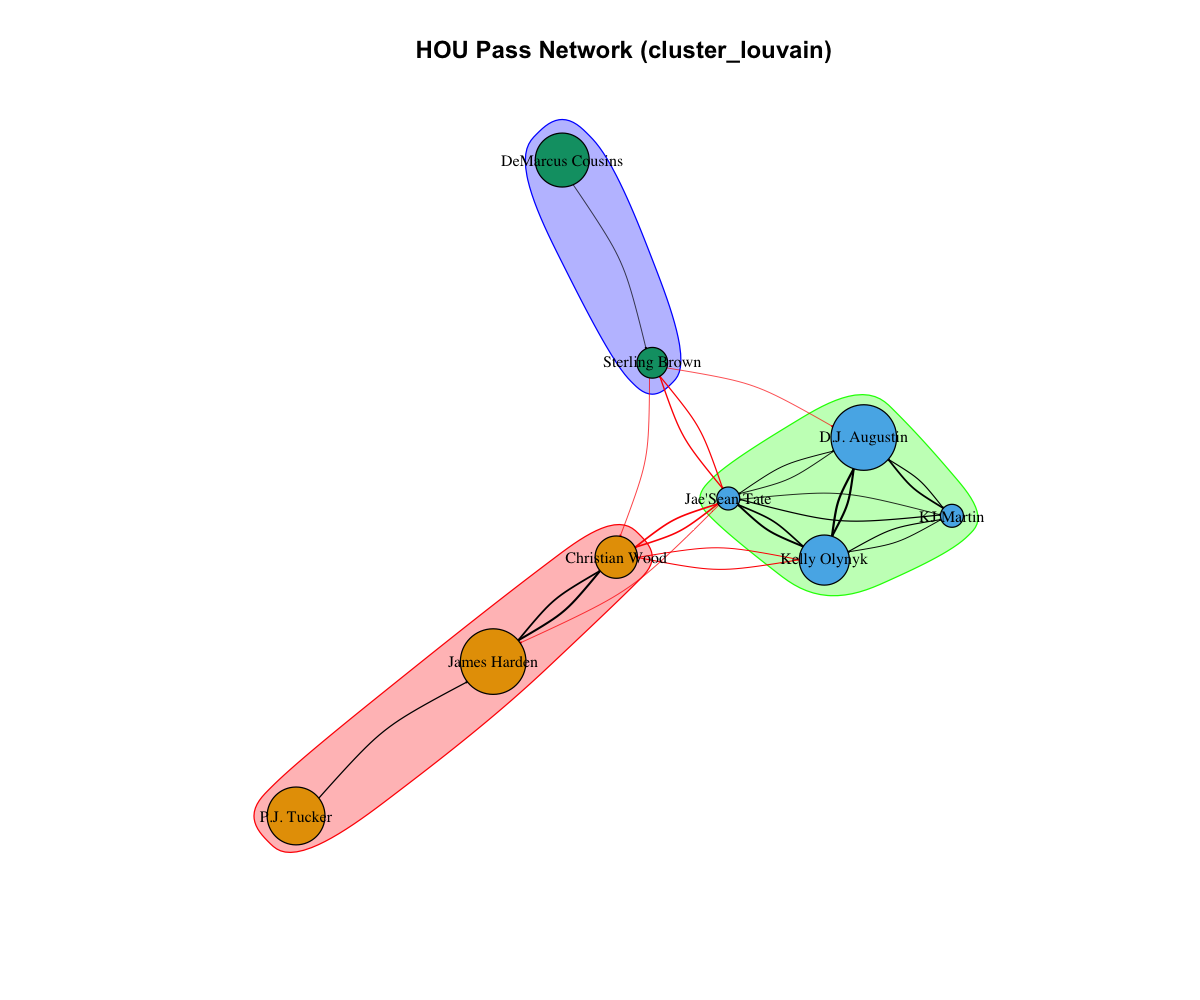 HOU Pass Network (cluster_louvain)
DeMarcus Cousins
Sterling Brown
D.J. Augustin
Jae'Sean Tate
KJ Martin
Christian Wood
Kelly Olynyk
James Harden
P.J. Tucker